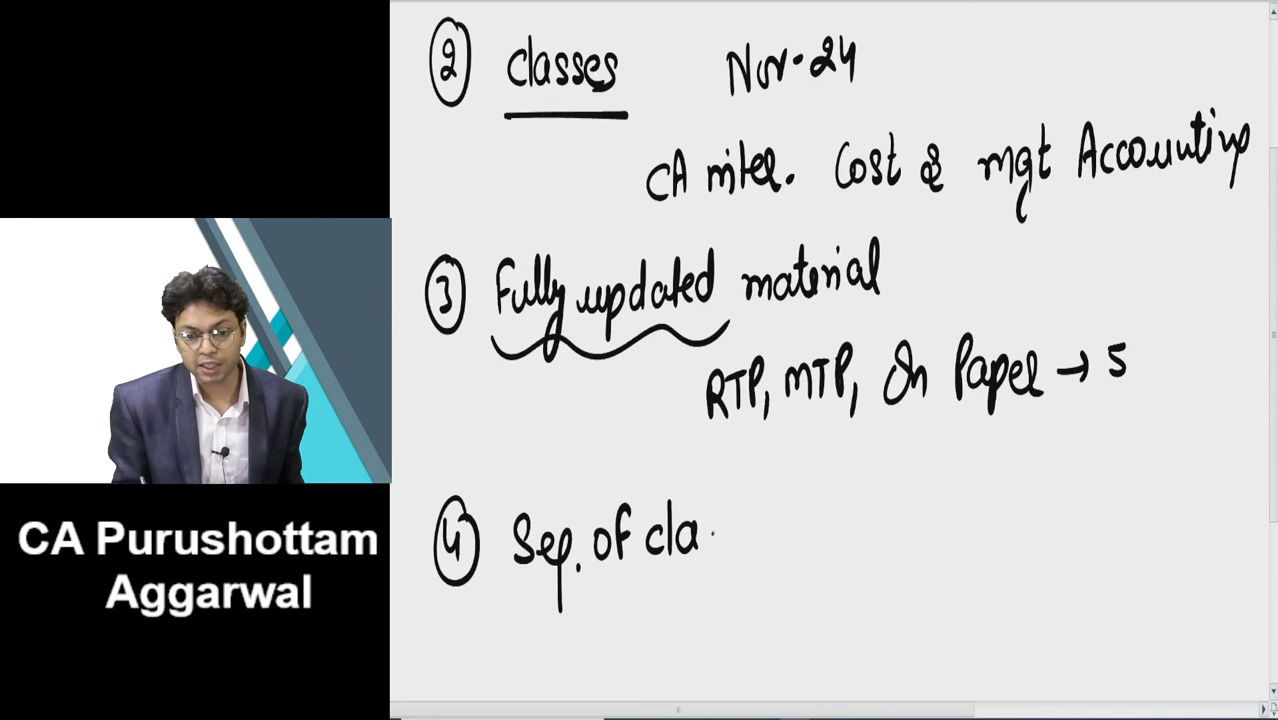 ② classes Nov. 24
CA inter. Cost & mgt Accounting
③ Fully updated material
RTP, MTP, Paper → 5
④ Sep. of cla
CA Purushottam
Aggarwal